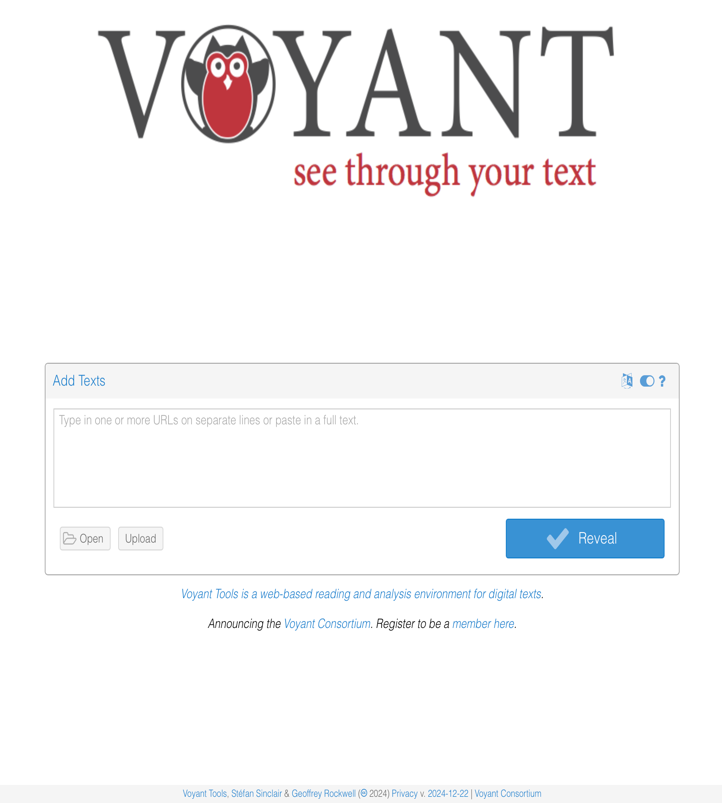 VOYANT
see through your text
Add Texts ?
Type in one or more URLs on separate lines or paste in a full text.
Open Upload Reveal
Voyant Tools is a web-based reading and analysis environment for digital texts.
Announcing the Voyant Consortium. Register to be a member here.
Voyant Tools, Stéfan Sinclair & Geoffrey Rockwell (🅭 2024) Privacy v. 2024-12-22 | Voyant Consortium